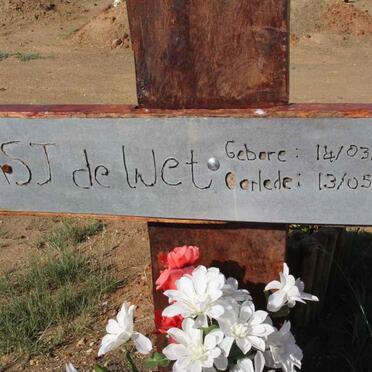 SJ de Wet
Gebore: 14/03
Oorlede: 13/05